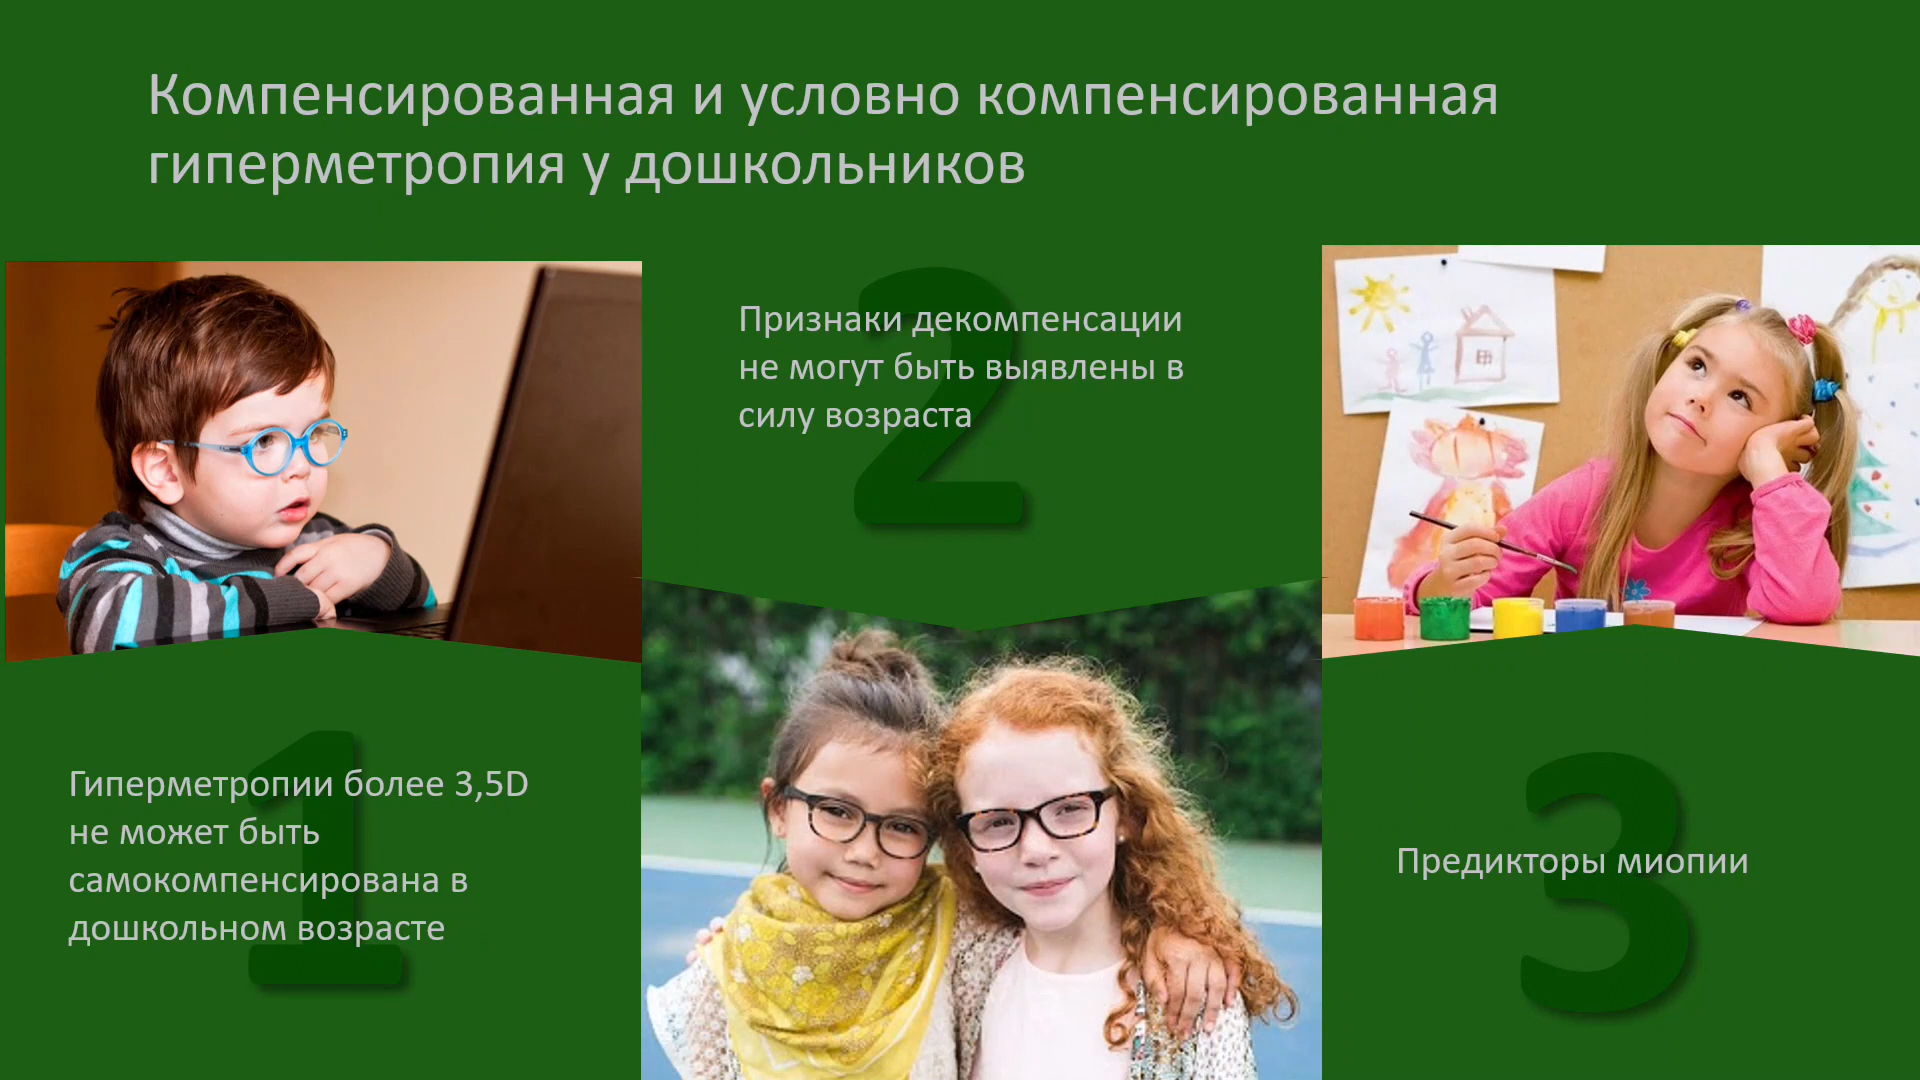 Компенсированная и условно компенсированная
гиперметропия у дошкольников
1
Гиперметропии более 3,5D
не может быть
самокомпенсирована в
дошкольном возрасте
2
Признаки декомпенсации
не могут быть выявлены в
силу возраста
3
Предикторы миопии